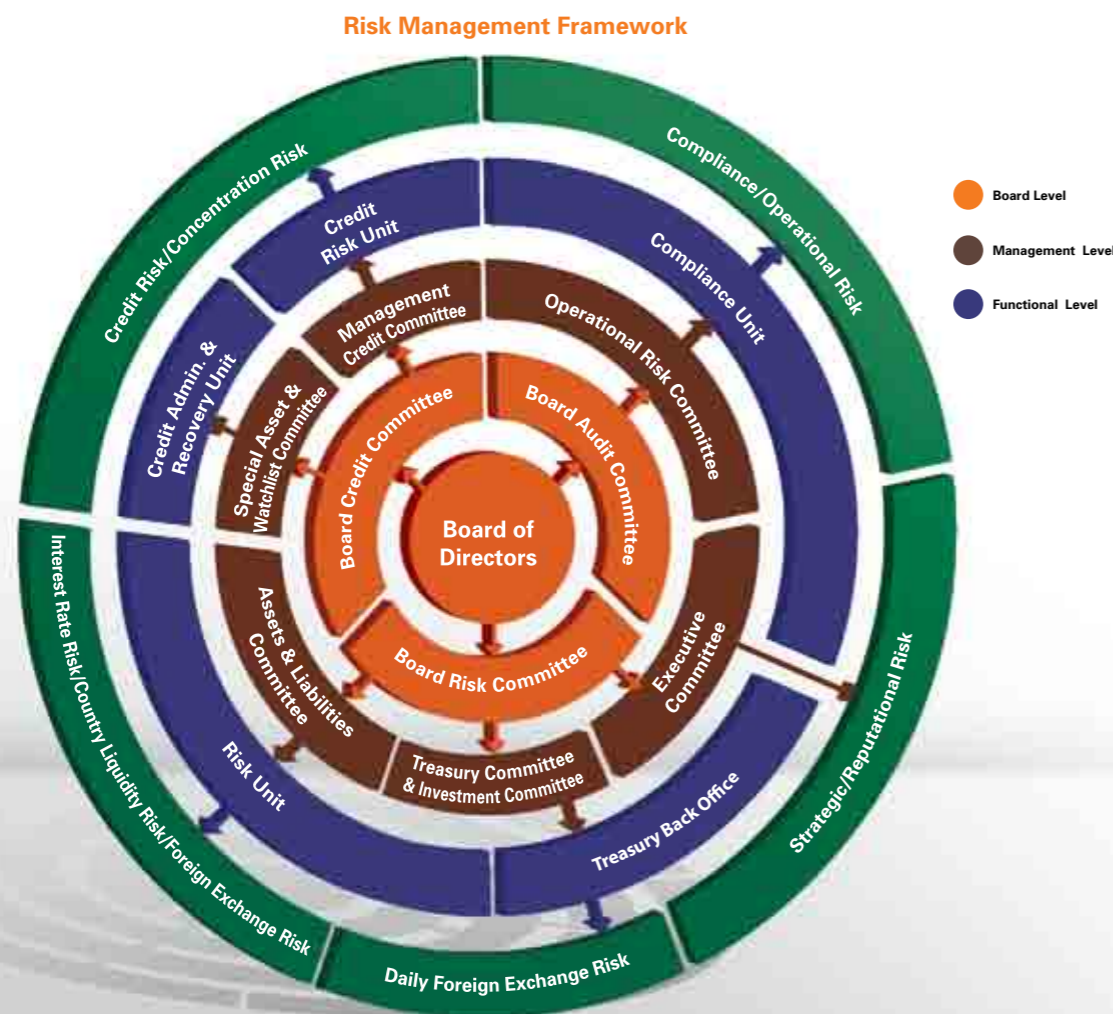 Risk Management Framework
Credit Risk/Concentration Risk
Compliance/Operational Risk
Strategic/Reputational Risk
Daily Foreign Exchange Risk
Interest Rate Risk/Country Liquidity Risk/Foreign Exchange Risk
Credit
Risk Unit
Compliance Unit
Treasury Back Office
Risk Unit
Credit Admin. &
Recovery Unit
Management
Credit Committee
Operational Risk Committee
Executive
Committee
Treasury Committee
& Investment Committee
Assets & Liabilities
Committee
Special Asset &
Watchlist Committee
Board Credit Committee
Board Audit Committee
Board Risk Committee
Board of
Directors
Board Level
Management Level
Functional Level